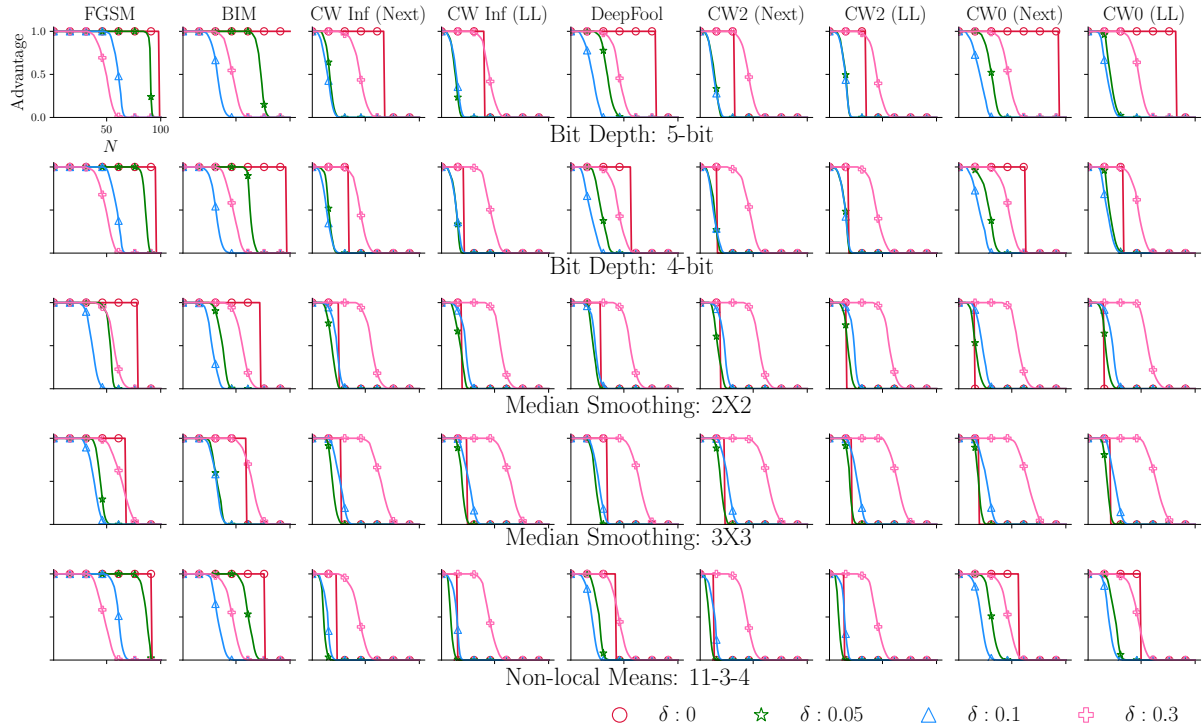 FGSM BIM CW Inf (Next) CW Inf (LL) DeepFool CW2 (Next) CW2 (LL) CW0 (Next) CW0 (LL)
Advantage
1.0
0.5
0.0
50 100
N
Bit Depth: 5-bit
Bit Depth: 4-bit
Median Smoothing: 2X2
Median Smoothing: 3X3
Non-local Means: 11-3-4
δ : 0 δ : 0.05 δ : 0.1 δ : 0.3